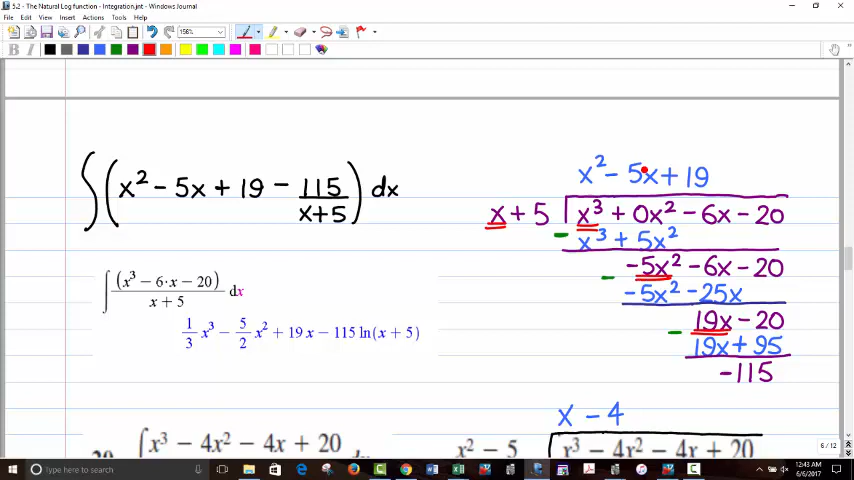 5.2 - The Natural Log function - Integration.jnt - Windows Journal
File Edit View Insert Actions Tools Help
156%
B I
∫(x² - 5x + 19 - 115/(x+5)) dx
x² - 5x + 19
x + 5 | x³ + 0x² - 6x - 20
- x³ + 5x²
-5x² - 6x - 20
- -5x² - 25x
19x - 20
- 19x + 95
-115
∫ (x³ − 6·x − 20)/(x + 5) dx
1/3 x³ − 5/2 x² + 19 x − 115 ln(x + 5)
x - 4
∫ x³ − 4x² − 4x + 20
x² − 5 | x³ − 4x² − 4x + 20
6 / 12
Type here to search
12:43 AM
6/6/2017